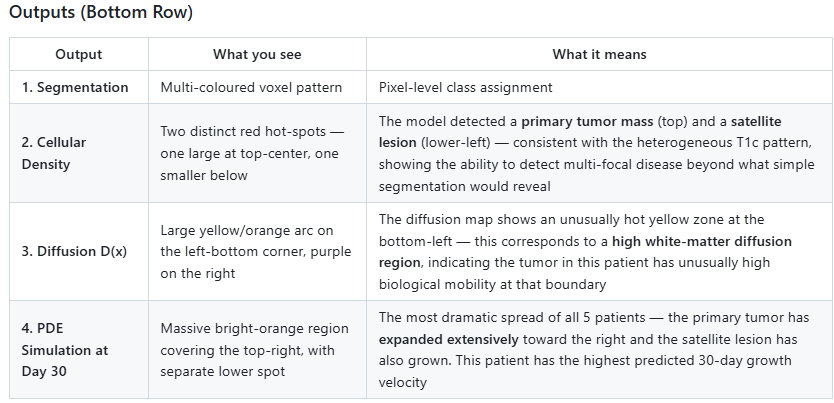 Outputs (Bottom Row)
Output What you see What it means
1. Segmentation Multi-coloured voxel pattern Pixel-level class assignment
2. Cellular
Density
Two distinct red hot-spots —
one large at top-center, one
smaller below
The model detected a primary tumor mass (top) and a satellite
lesion (lower-left) — consistent with the heterogeneous T1c pattern,
showing the ability to detect multi-focal disease beyond what simple
segmentation would reveal
3. Diffusion D(x)
Large yellow/orange arc on
the left-bottom corner, purple
on the right
The diffusion map shows an unusually hot yellow zone at the
bottom-left — this corresponds to a high white-matter diffusion
region, indicating the tumor in this patient has unusually high
biological mobility at that boundary
4. PDE
Simulation at
Day 30
Massive bright-orange region
covering the top-right, with
separate lower spot
The most dramatic spread of all 5 patients — the primary tumor has
expanded extensively toward the right and the satellite lesion has
also grown. This patient has the highest predicted 30-day growth
velocity